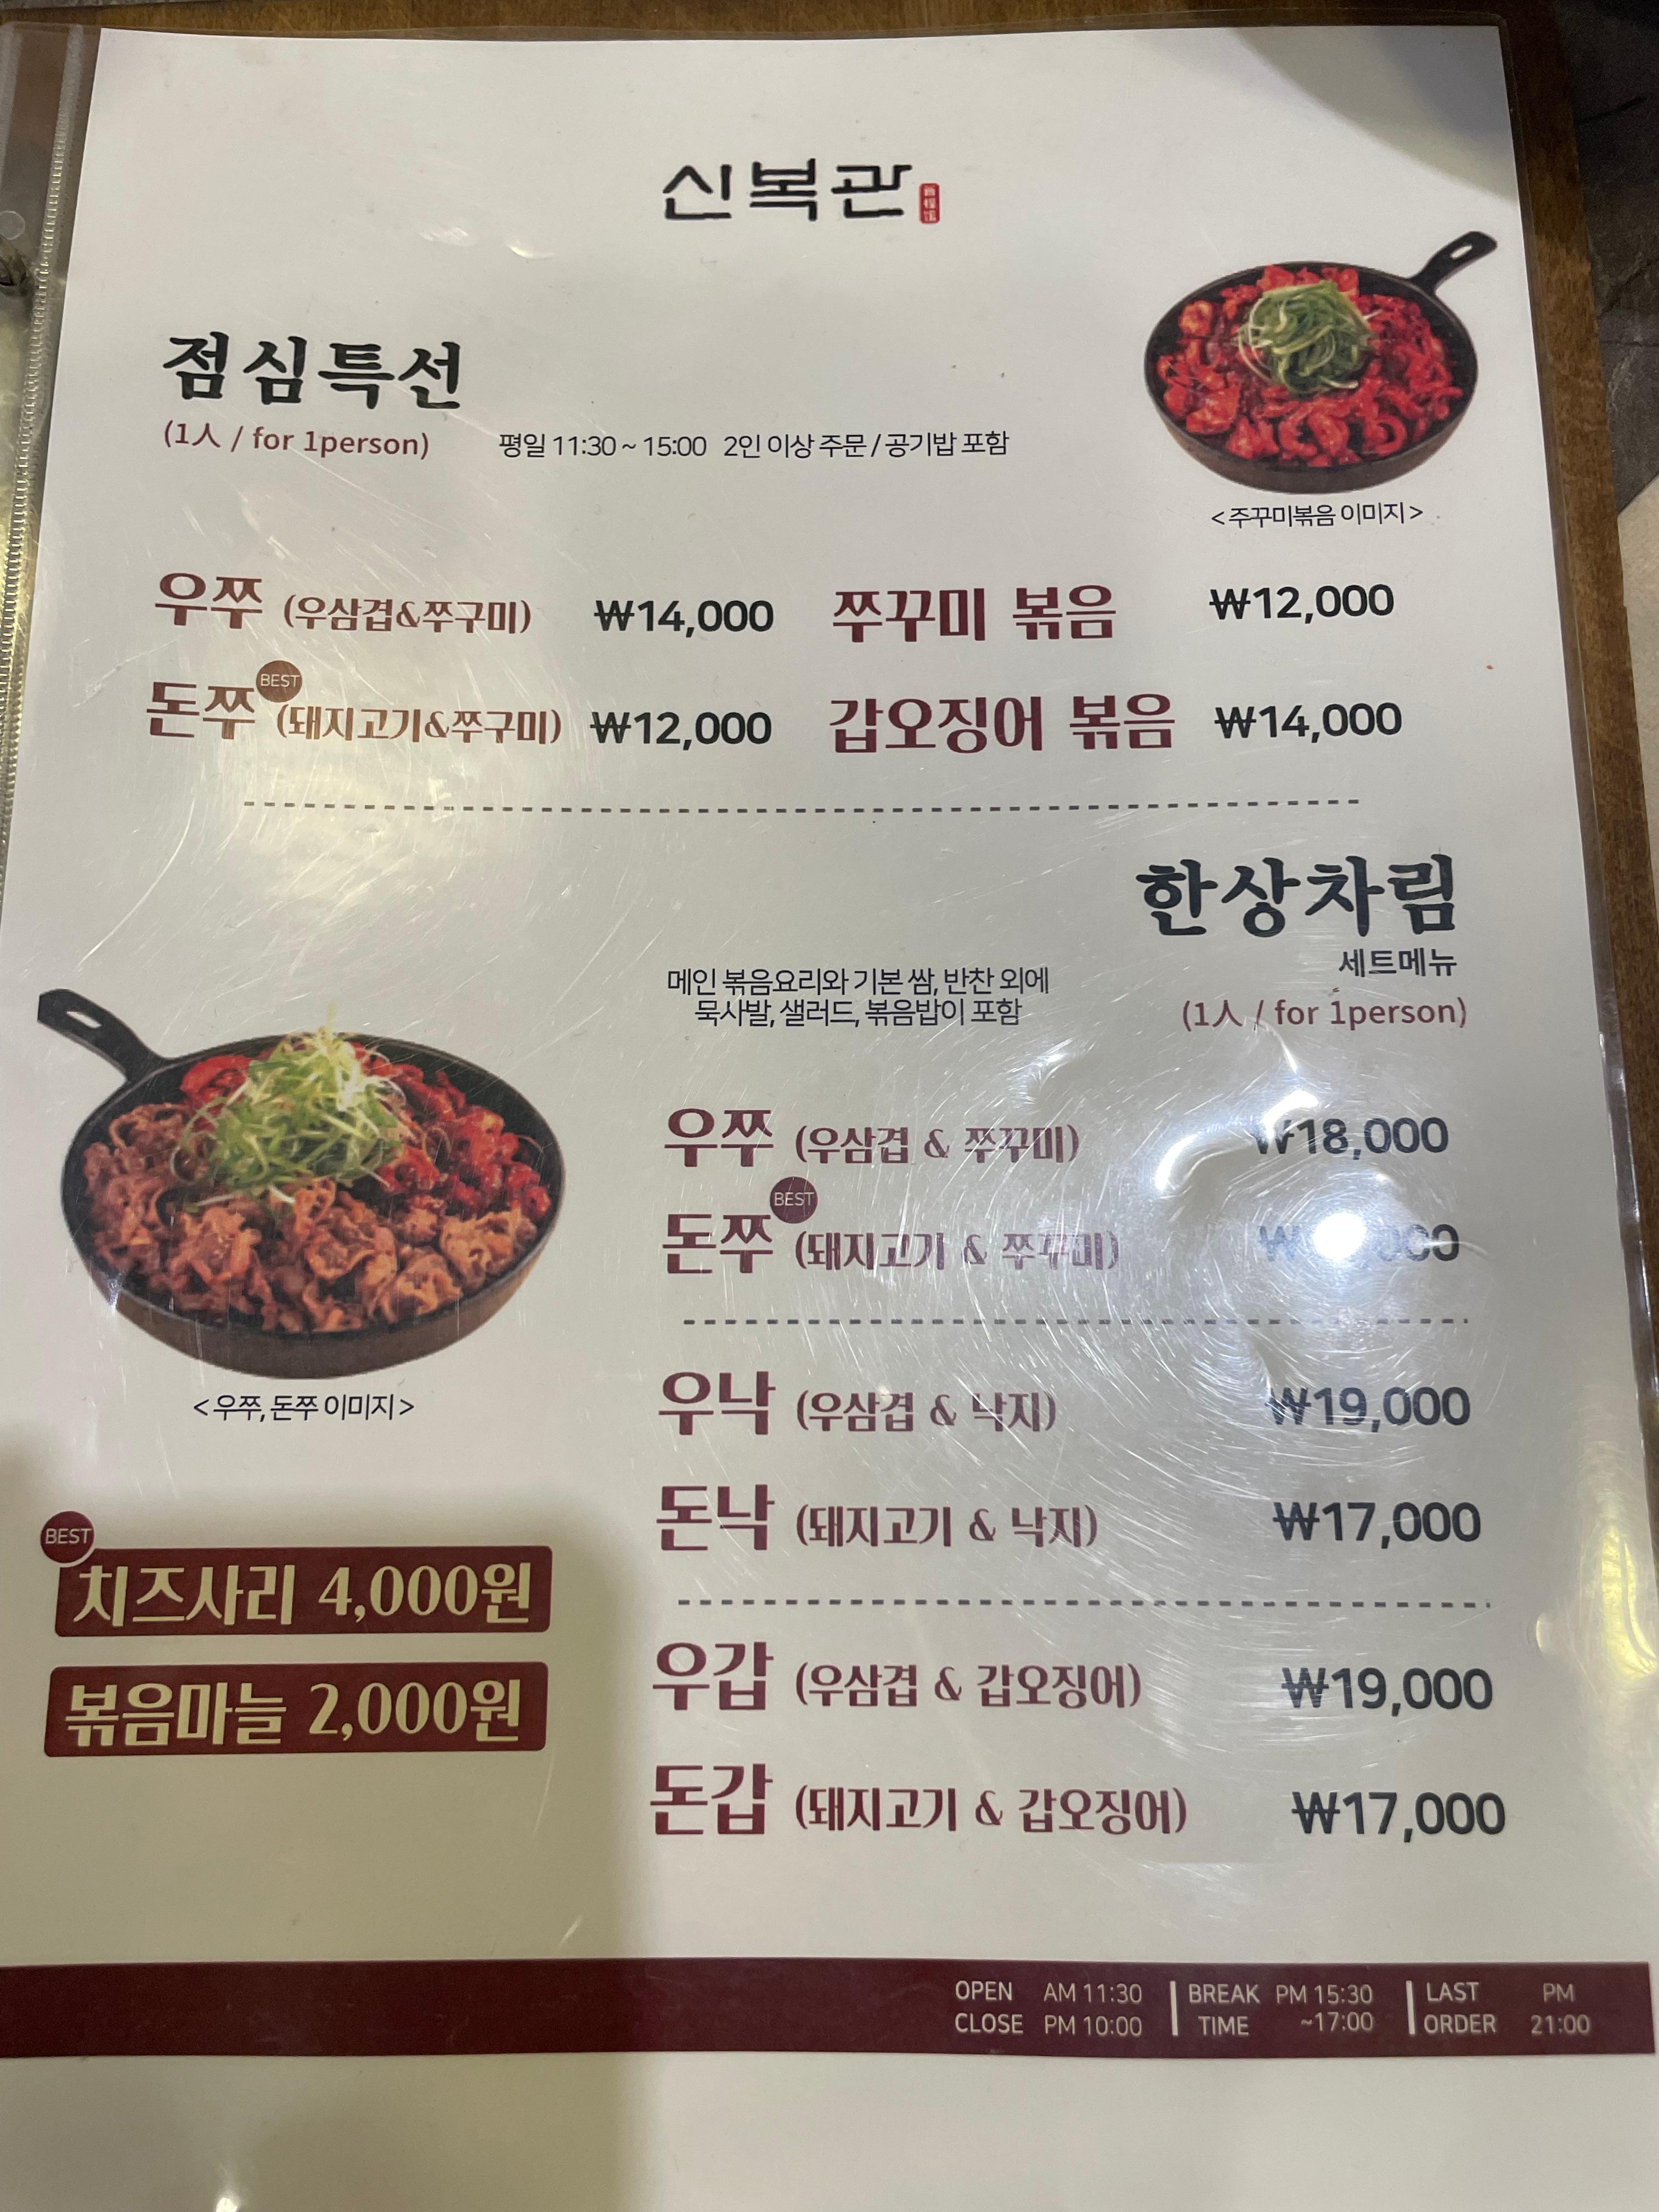 신복관
점심특선
(1人 / for 1person)
평일 11:30 ~ 15:00 2인 이상 주문 / 공기밥 포함
<주꾸미볶음 이미지>
우쭈 (우삼겹&쭈구미) ₩14,000
쭈꾸미 볶음 ₩12,000
BEST
돈쭈 (돼지고기&쭈구미) ₩12,000
갑오징어 볶음 ₩14,000
한상차림
세트메뉴
(1人 / for 1person)
메인 볶음요리와 기본 쌈, 반찬 외에
묵사발, 샐러드, 볶음밥이 포함
우쭈 (우삼겹 & 쭈꾸미) ₩18,000
BEST
돈쭈 (돼지고기 & 쭈꾸미)
우낙 (우삼겹 & 낙지) ₩19,000
돈낙 (돼지고기 & 낙지) ₩17,000
우갑 (우삼겹 & 갑오징어) ₩19,000
돈갑 (돼지고기 & 갑오징어) ₩17,000
<우쭈, 돈쭈 이미지>
BEST
치즈사리 4,000원
볶음마늘 2,000원
OPEN AM 11:30
CLOSE PM 10:00
BREAK TIME PM 15:30
~17:00
LAST ORDER PM
21:00